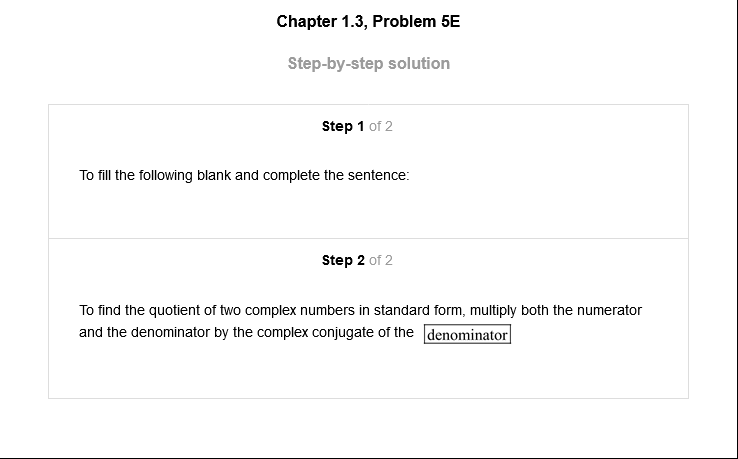 Chapter 1.3, Problem 5E
Step-by-step solution
Step 1 of 2
To fill the following blank and complete the sentence:
Step 2 of 2
To find the quotient of two complex numbers in standard form, multiply both the numerator
and the denominator by the complex conjugate of the denominator